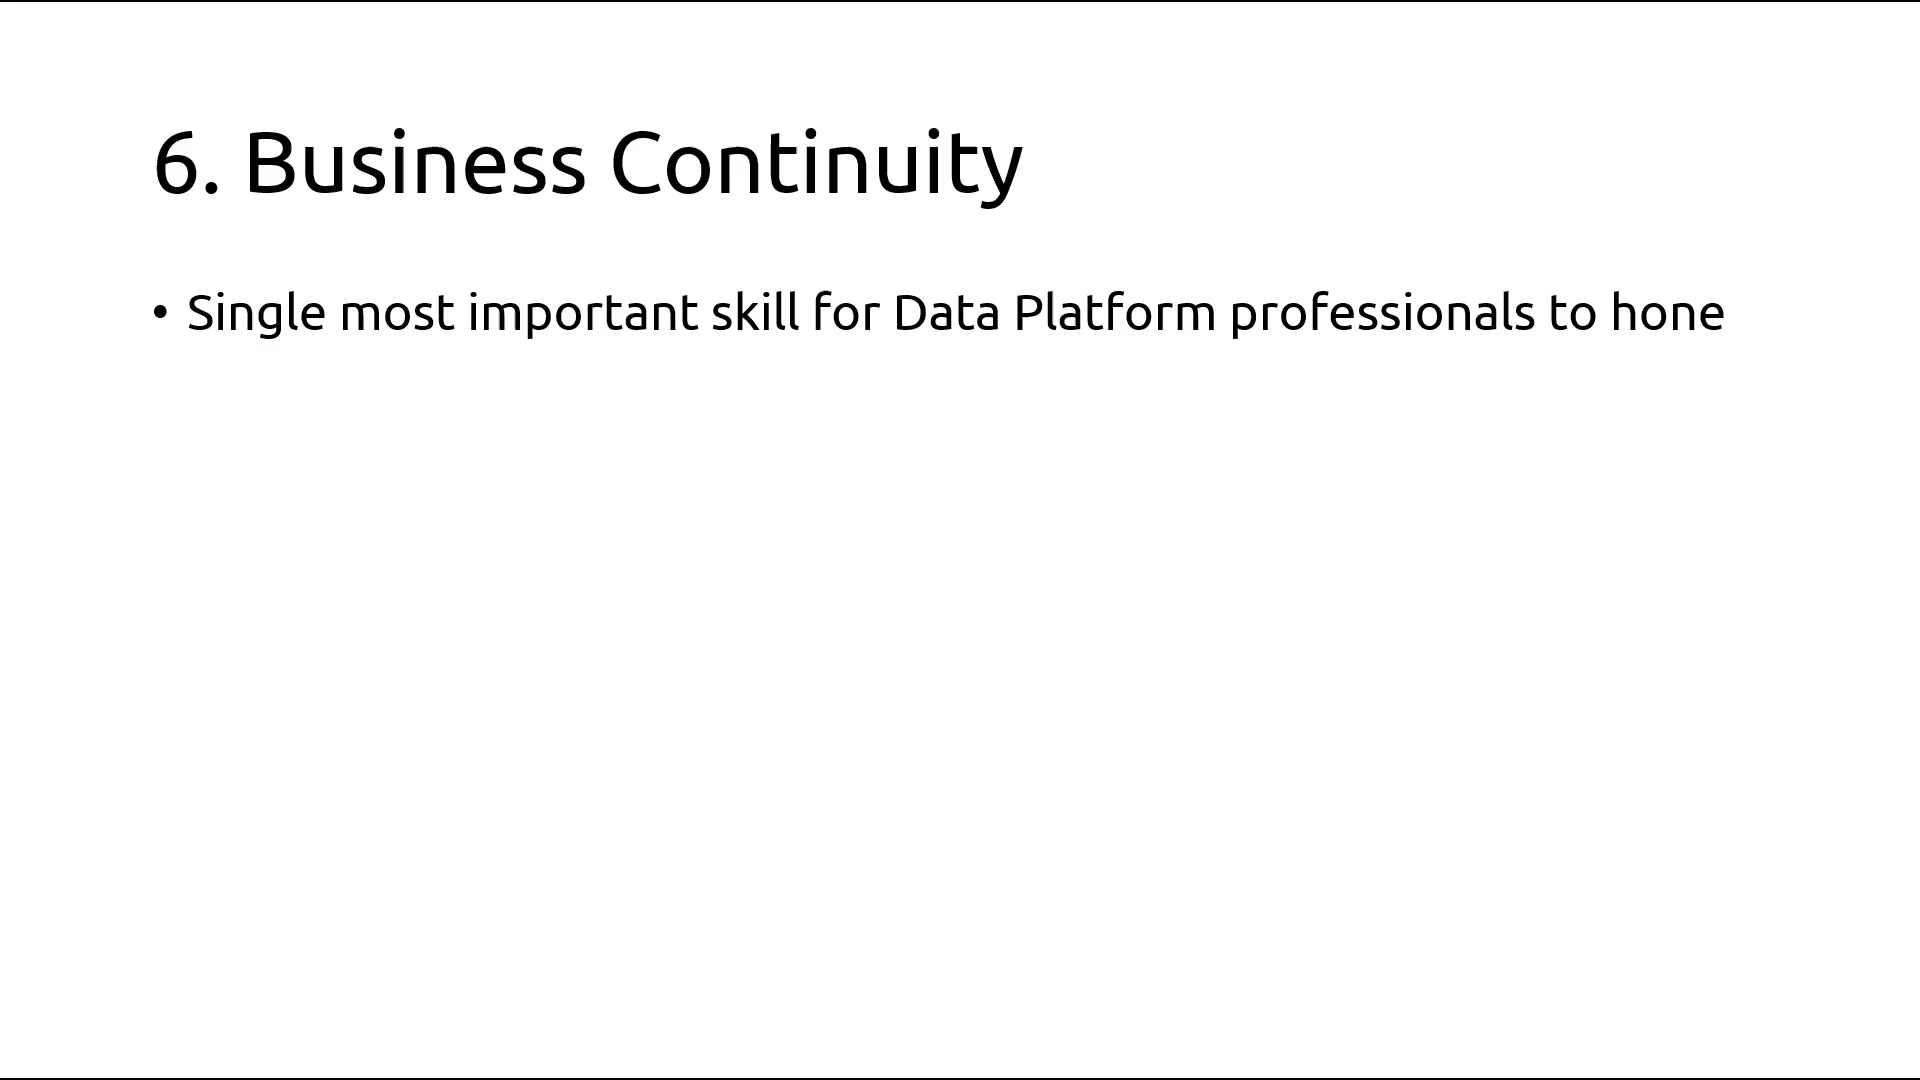 6. Business Continuity
• Single most important skill for Data Platform professionals to hone